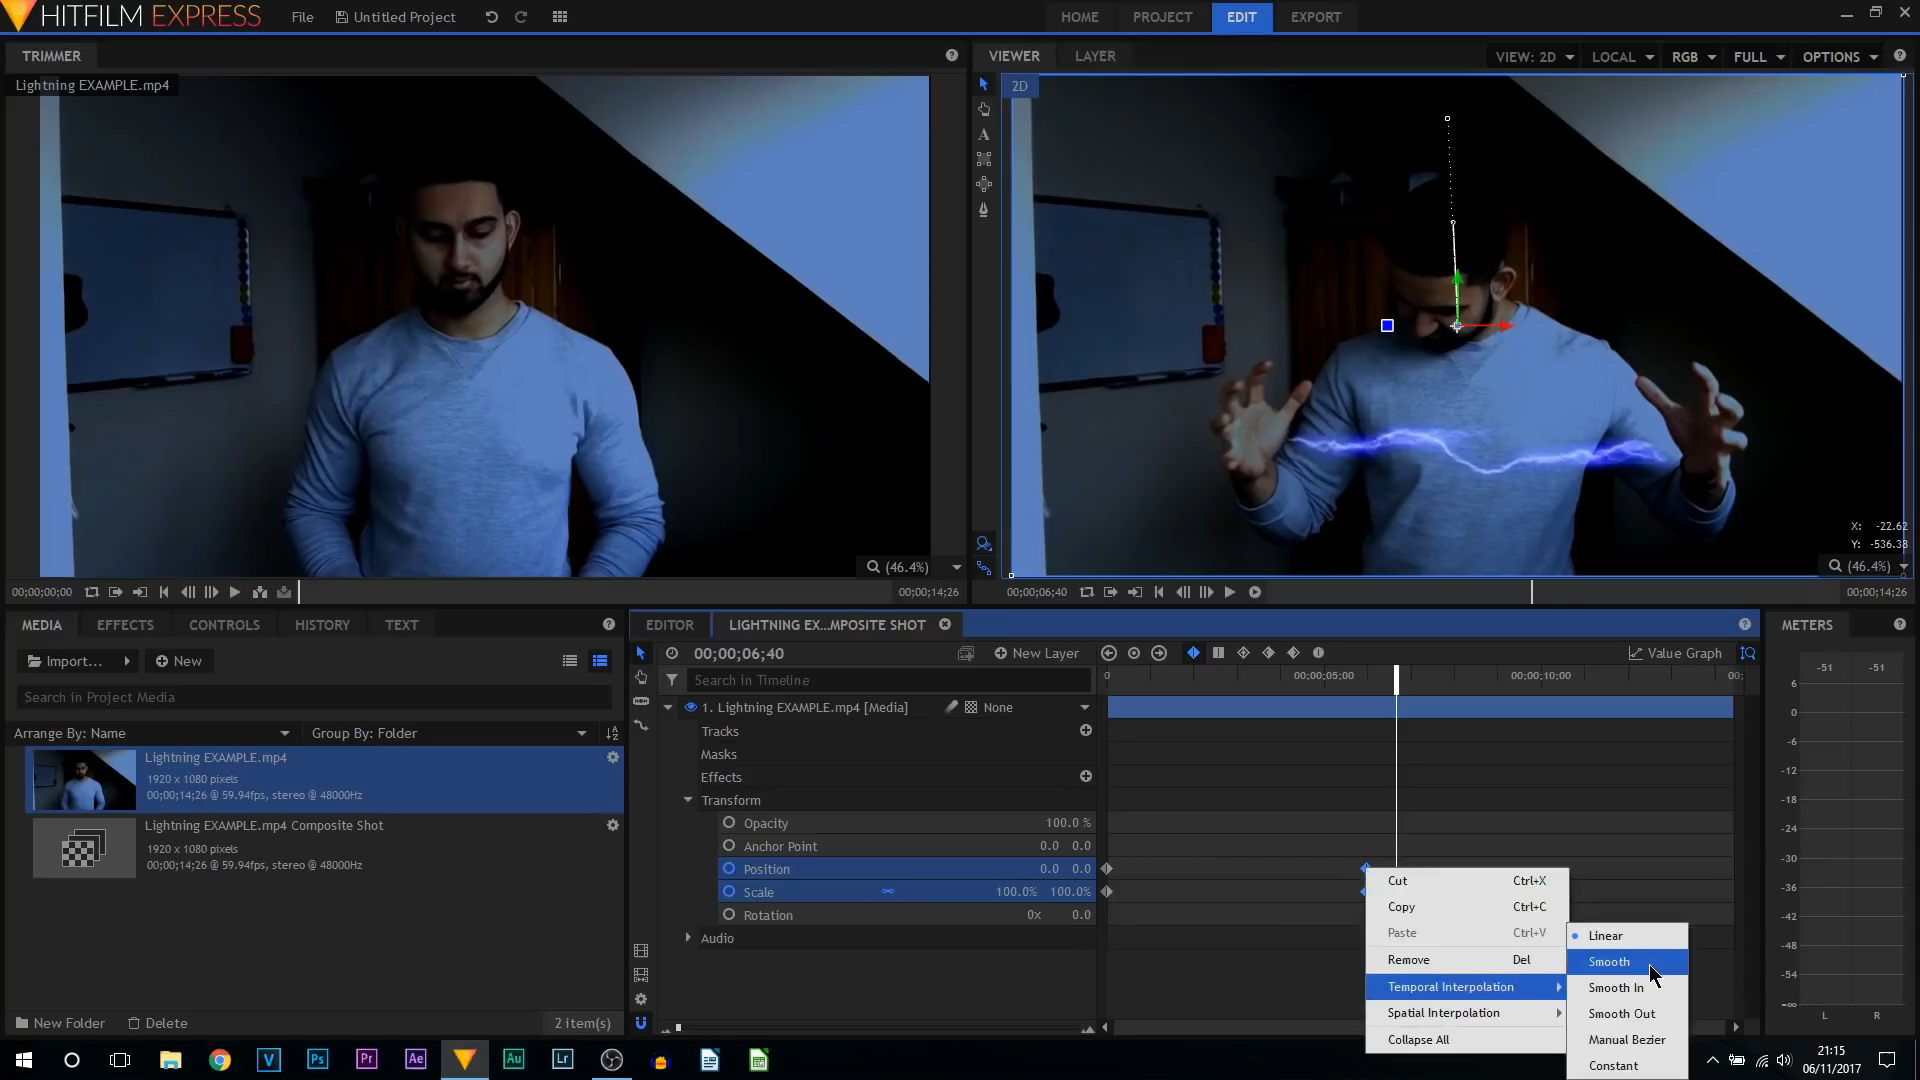 HITFILM EXPRESS
File
Untitled Project
HOME
PROJECT
EDIT
EXPORT
TRIMMER
Lightning EXAMPLE.mp4
(46.4%)
00;00;00;00
00;00;14;26
VIEWER
LAYER
VIEW: 2D
LOCAL
RGB
FULL
OPTIONS
2D
A
X: -22.62
Y: -536.33
(46.4%)
00;00;06;40
00;00;14;26
MEDIA
EFFECTS
CONTROLS
HISTORY
TEXT
Import...
New
Search in Project Media
Arrange By: Name
Group By: Folder
Lightning EXAMPLE.mp4
1920 x 1080 pixels
00;00;14;26 @ 59.94fps, stereo @ 48000Hz
Lightning EXAMPLE.mp4 Composite Shot
1920 x 1080 pixels
00;00;14;26 @ 59.94fps, stereo @ 48000Hz
New Folder
Delete
2 item(s)
EDITOR
LIGHTNING EX...MPOSITE SHOT
00;00;06;40
New Layer
Value Graph
Search in Timeline
0
00;00;05;00
00;00;10;00
00;
1. Lightning EXAMPLE.mp4 [Media]
None
Tracks
Masks
Effects
Transform
Opacity 100.0 %
Anchor Point 0.0 0.0
Position 0.0 0.0
Scale 100.0% 100.0%
Rotation 0x 0.0
Audio
Cut Ctrl+X
Copy Ctrl+C
Paste Ctrl+V
Remove Del
Temporal Interpolation
Spatial Interpolation
Collapse All
Linear
Smooth
Smooth In
Smooth Out
Manual Bezier
Constant
METERS
-51 -51
6
0
-6
-12
-18
-24
-30
-36
-42
-48
-54
-∞
L R
V
Ps
Pr
Ae
Au
Lr
21:15
06/11/2017